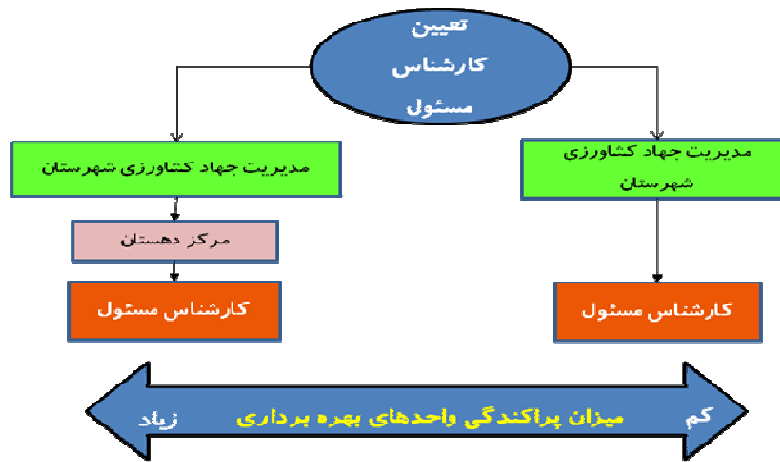 تعیین
کارشناس
مسئول
مدیریت جهاد کشاورزی
شهرستان
مدیریت جهاد کشاورزی شهرستان
مرکز دهستان
کارشناس مسئول
کارشناس مسئول
کم
میزان پراکندگی واحدهای بهره برداری
زیاد